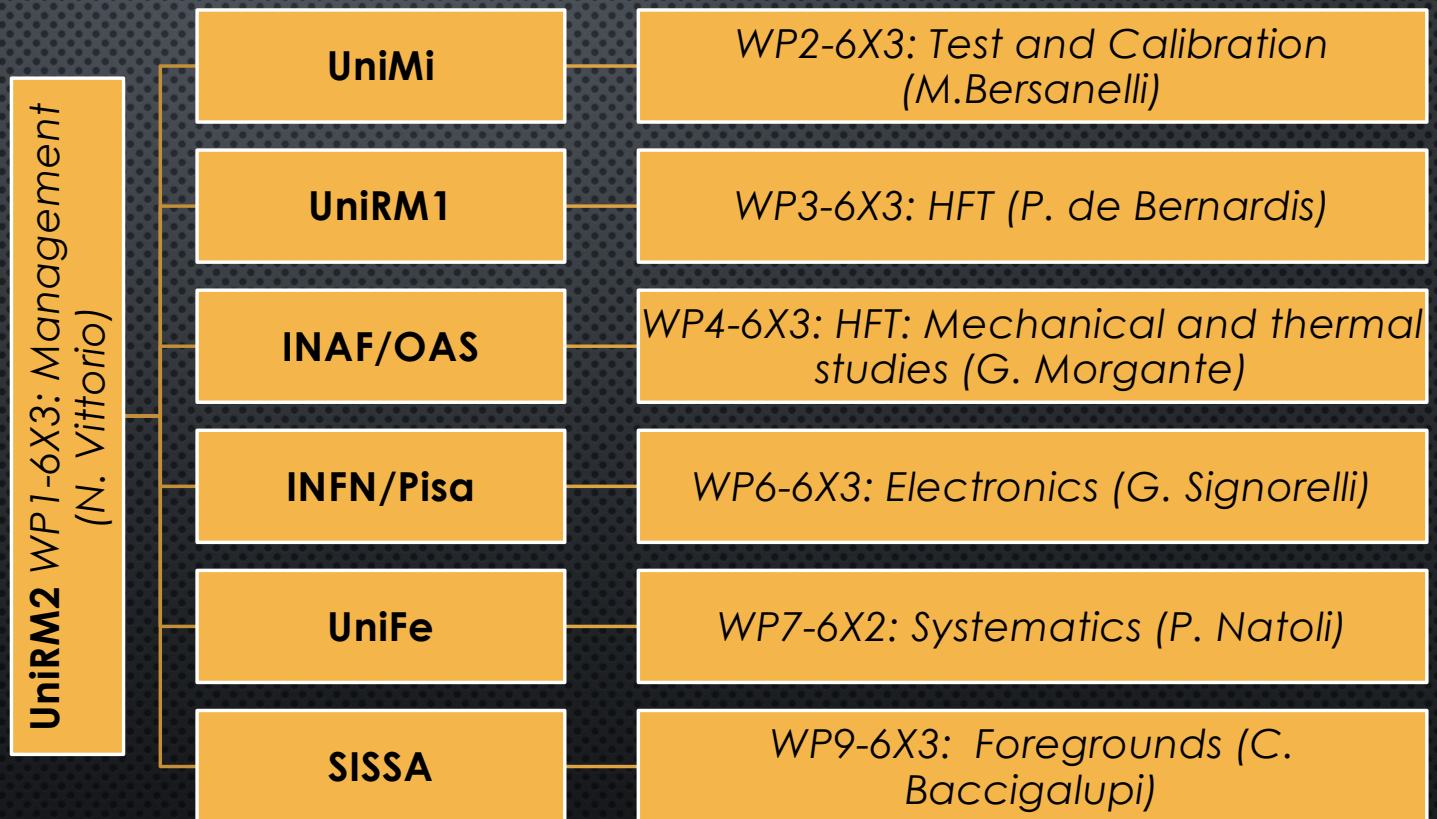 UniRM2 WP1-6X3: Management
(N. Vittorio)
UniMi
WP2-6X3: Test and Calibration
(M.Bersanelli)
UniRM1
WP3-6X3: HFT (P. de Bernardis)
INAF/OAS
WP4-6X3: HFT: Mechanical and thermal
studies (G. Morgante)
INFN/Pisa
WP6-6X3: Electronics (G. Signorelli)
UniFe
WP7-6X2: Systematics (P. Natoli)
SISSA
WP9-6X3: Foregrounds (C.
Baccigalupi)